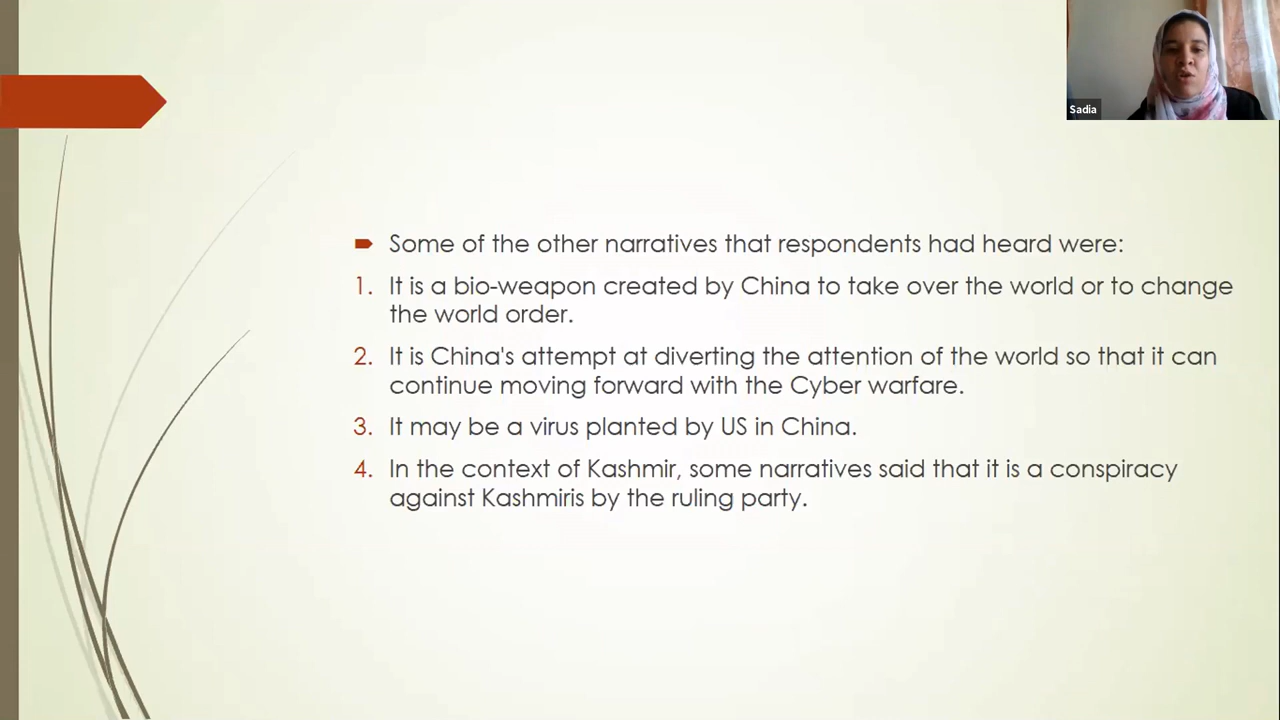 Sadia
Some of the other narratives that respondents had heard were:
1. It is a bio-weapon created by China to take over the world or to change
the world order.
2. It is China's attempt at diverting the attention of the world so that it can
continue moving forward with the Cyber warfare.
3. It may be a virus planted by US in China.
4. In the context of Kashmir, some narratives said that it is a conspiracy
against Kashmiris by the ruling party.